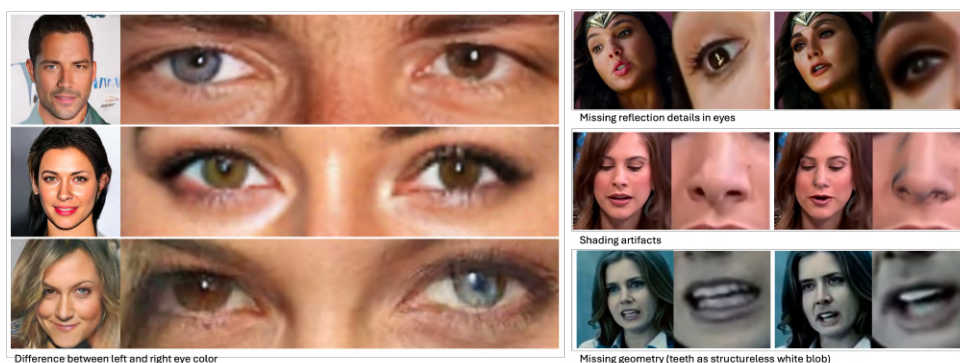 Difference between left and right eye color
Missing reflection details in eyes
Shading artifacts
Missing geometry (teeth as structureless white blob)